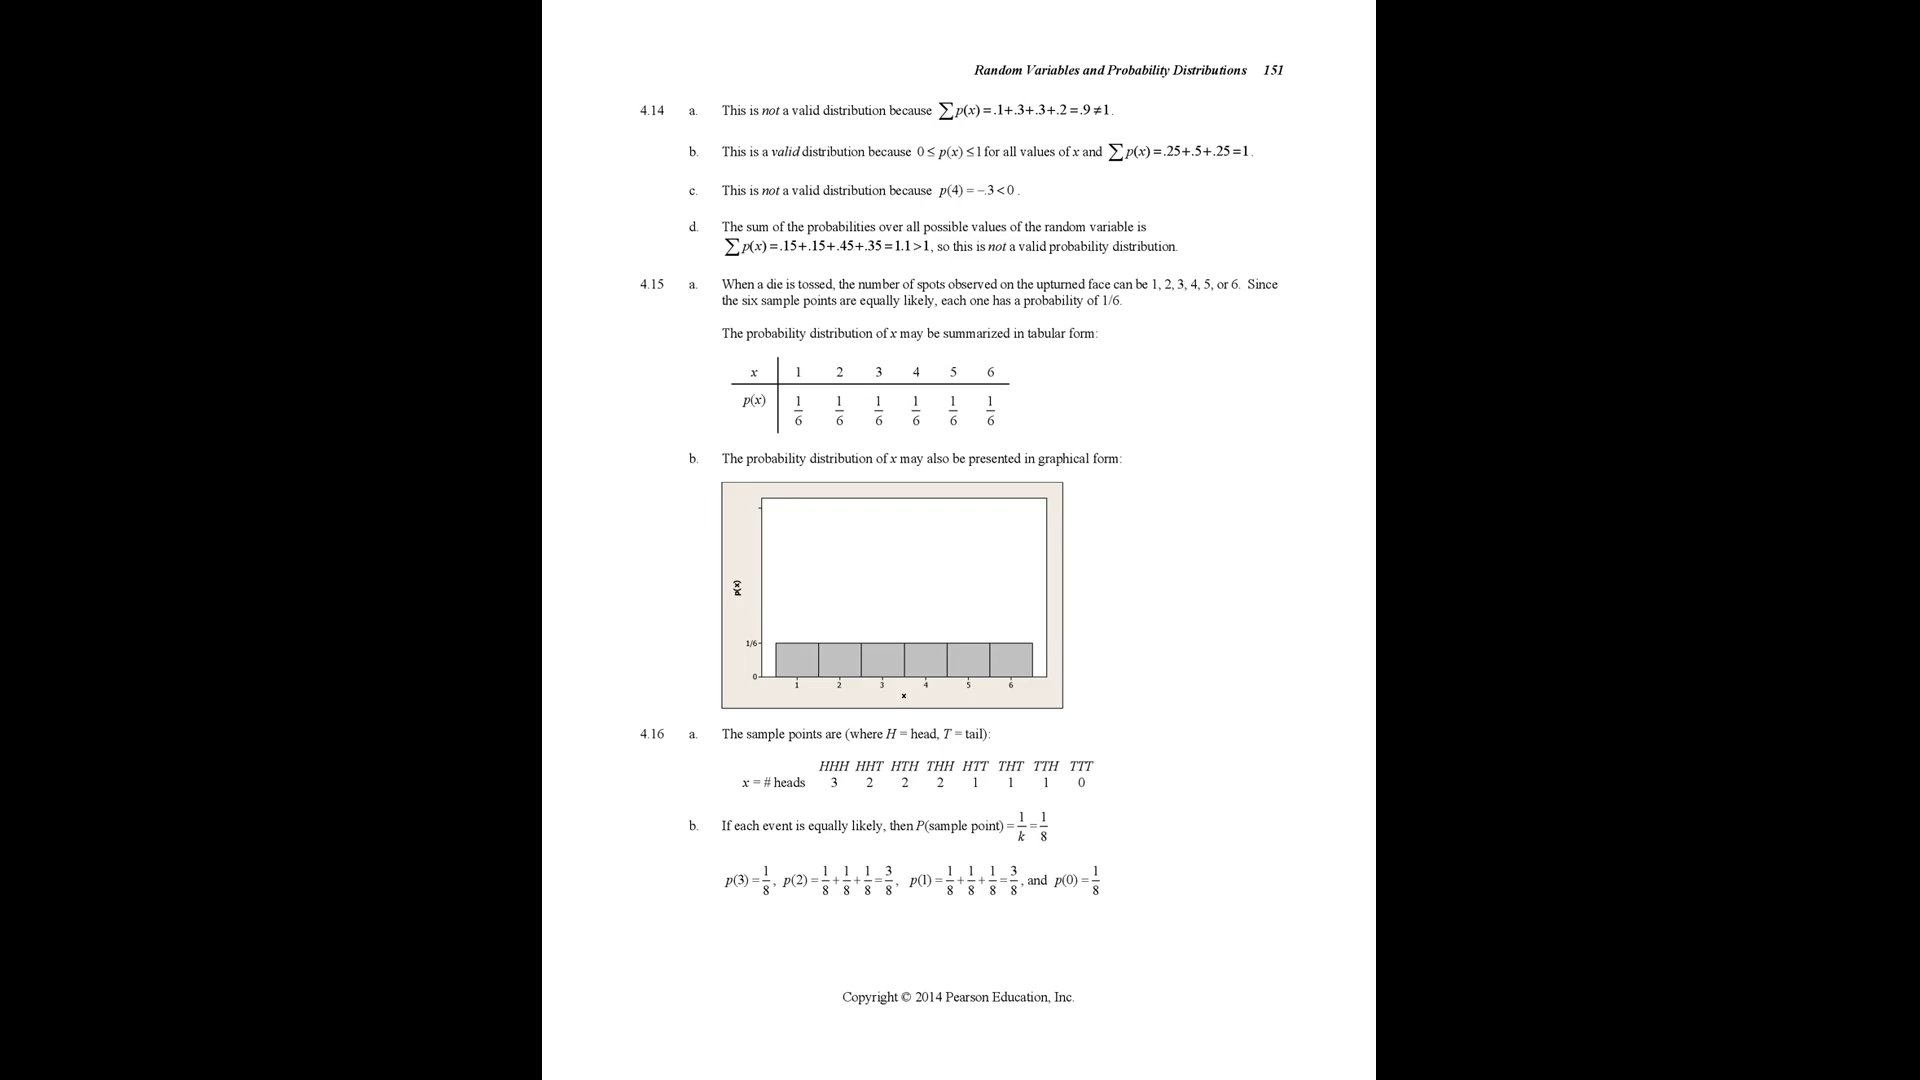 Random Variables and Probability Distributions 151
4.14 a. This is not a valid distribution because ∑p(x)=.1+.3+.3+.2=.9≠1.
b. This is a valid distribution because 0≤p(x)≤1 for all values of x and ∑p(x)=.25+.5+.25=1.
c. This is not a valid distribution because p(4)=−.3<0.
d. The sum of the probabilities over all possible values of the random variable is
∑p(x)=.15+.15+.45+.35=1.1>1, so this is not a valid probability distribution.
4.15 a. When a die is tossed, the number of spots observed on the upturned face can be 1, 2, 3, 4, 5, or 6. Since
the six sample points are equally likely, each one has a probability of 1/6.
The probability distribution of x may be summarized in tabular form:
x 1 2 3 4 5 6
p(x) 1/6 1/6 1/6 1/6 1/6 1/6
b. The probability distribution of x may also be presented in graphical form:
p(x)
1/6
0
1 2 3 4 5 6
x
4.16 a. The sample points are (where H = head, T = tail):
HHH HHT HTH THH HTT THT TTH TTT
x = # heads 3 2 2 2 1 1 1 0
b. If each event is equally likely, then P(sample point) = 1/k = 1/8
p(3) = 1/8, p(2) = 1/8 + 1/8 + 1/8 = 3/8, p(1) = 1/8 + 1/8 + 1/8 = 3/8, and p(0) = 1/8
Copyright © 2014 Pearson Education, Inc.